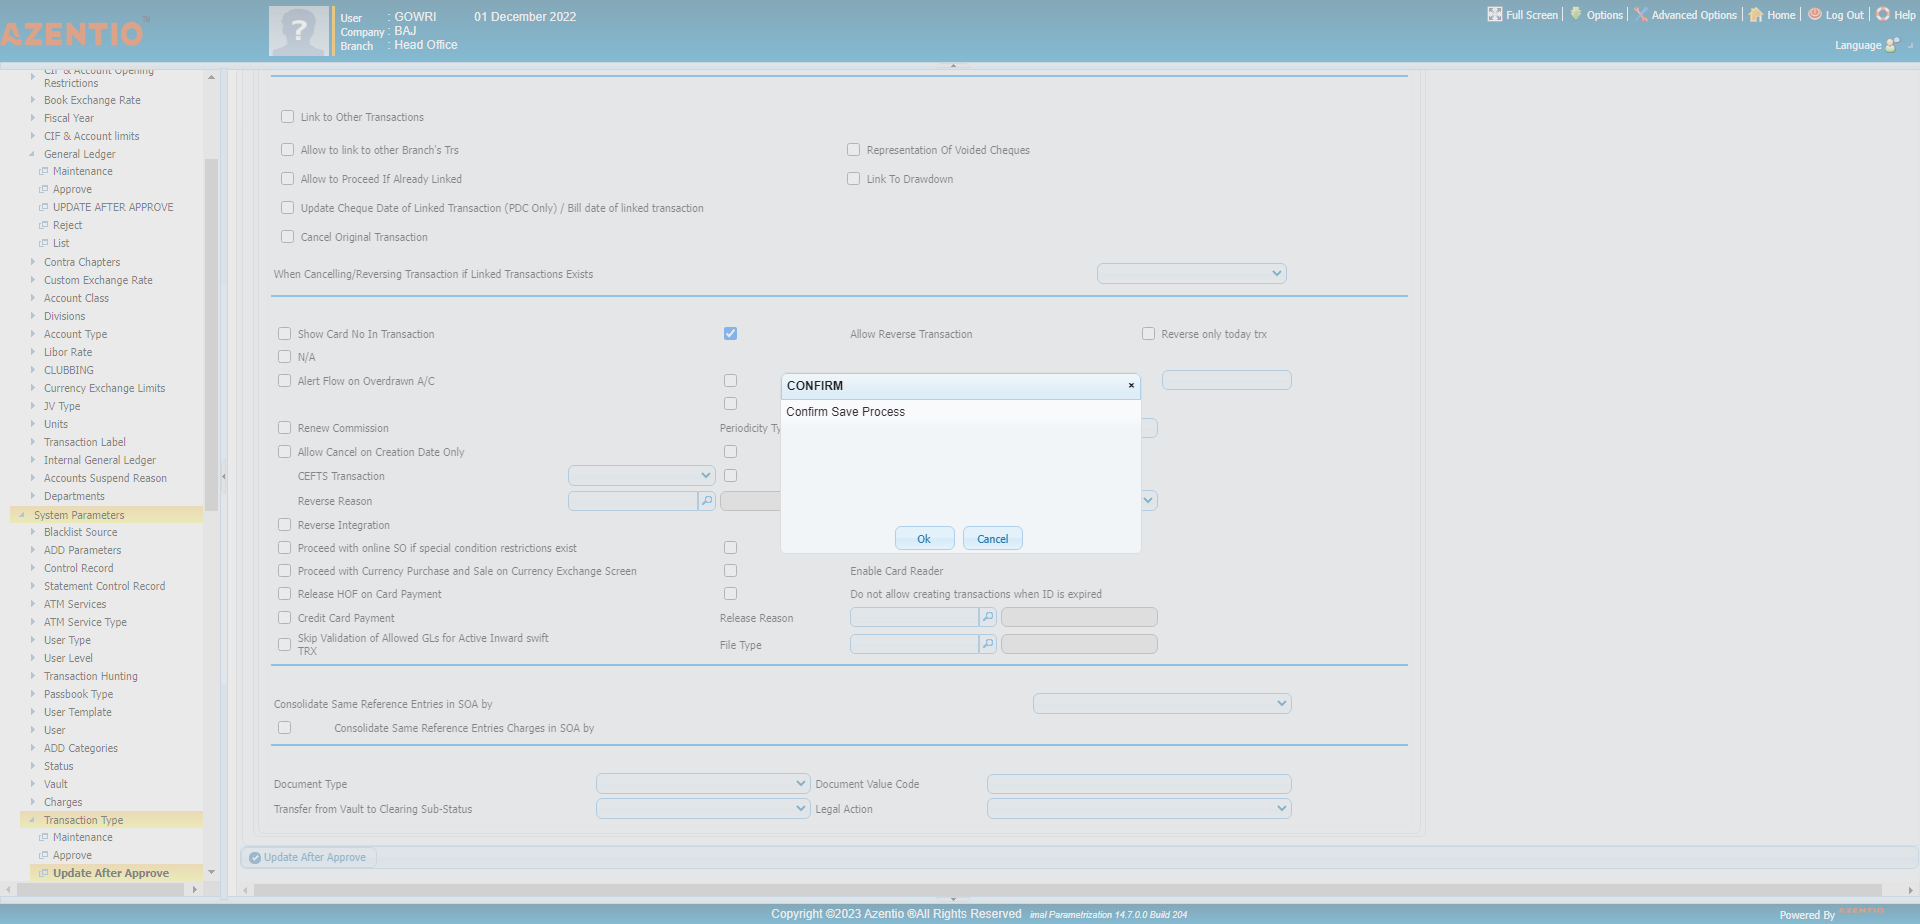 AZENTIO
TM
?
User : GOWRI 01 December 2022
Company : BAJ
Branch : Head Office
Full Screen Options Advanced Options Home Log Out Help
Language
CIF & Account Opening
Restrictions
Book Exchange Rate
Fiscal Year
CIF & Account limits
General Ledger
Maintenance
Approve
UPDATE AFTER APPROVE
Reject
List
Contra Chapters
Custom Exchange Rate
Account Class
Divisions
Account Type
Libor Rate
CLUBBING
Currency Exchange Limits
JV Type
Units
Transaction Label
Internal General Ledger
Accounts Suspend Reason
Departments
System Parameters
Blacklist Source
ADD Parameters
Control Record
Statement Control Record
ATM Services
ATM Service Type
User Type
User Level
Transaction Hunting
Passbook Type
User Template
User
ADD Categories
Status
Vault
Charges
Transaction Type
Maintenance
Approve
Update After Approve
Link to Other Transactions
Allow to link to other Branch's Trs Representation Of Voided Cheques
Allow to Proceed If Already Linked Link To Drawdown
Update Cheque Date of Linked Transaction (PDC Only) / Bill date of linked transaction
Cancel Original Transaction
When Cancelling/Reversing Transaction if Linked Transactions Exists
Show Card No In Transaction Allow Reverse Transaction Reverse only today trx
N/A
Alert Flow on Overdrawn A/C
Renew Commission Periodicity Ty
Allow Cancel on Creation Date Only
CEFTS Transaction
Reverse Reason
Reverse Integration
Proceed with online SO if special condition restrictions exist
Proceed with Currency Purchase and Sale on Currency Exchange Screen Enable Card Reader
Release HOF on Card Payment Do not allow creating transactions when ID is expired
Credit Card Payment Release Reason
Skip Validation of Allowed GLs for Active Inward swift
TRX File Type
CONFIRM
Confirm Save Process
Ok Cancel
Consolidate Same Reference Entries in SOA by
Consolidate Same Reference Entries Charges in SOA by
Document Type Document Value Code
Transfer from Vault to Clearing Sub-Status Legal Action
Update After Approve
Copyright ©2023 Azentio ®All Rights Reserved imal Parametrization 14.7.0.0 Build 204
Powered By AZENTIO